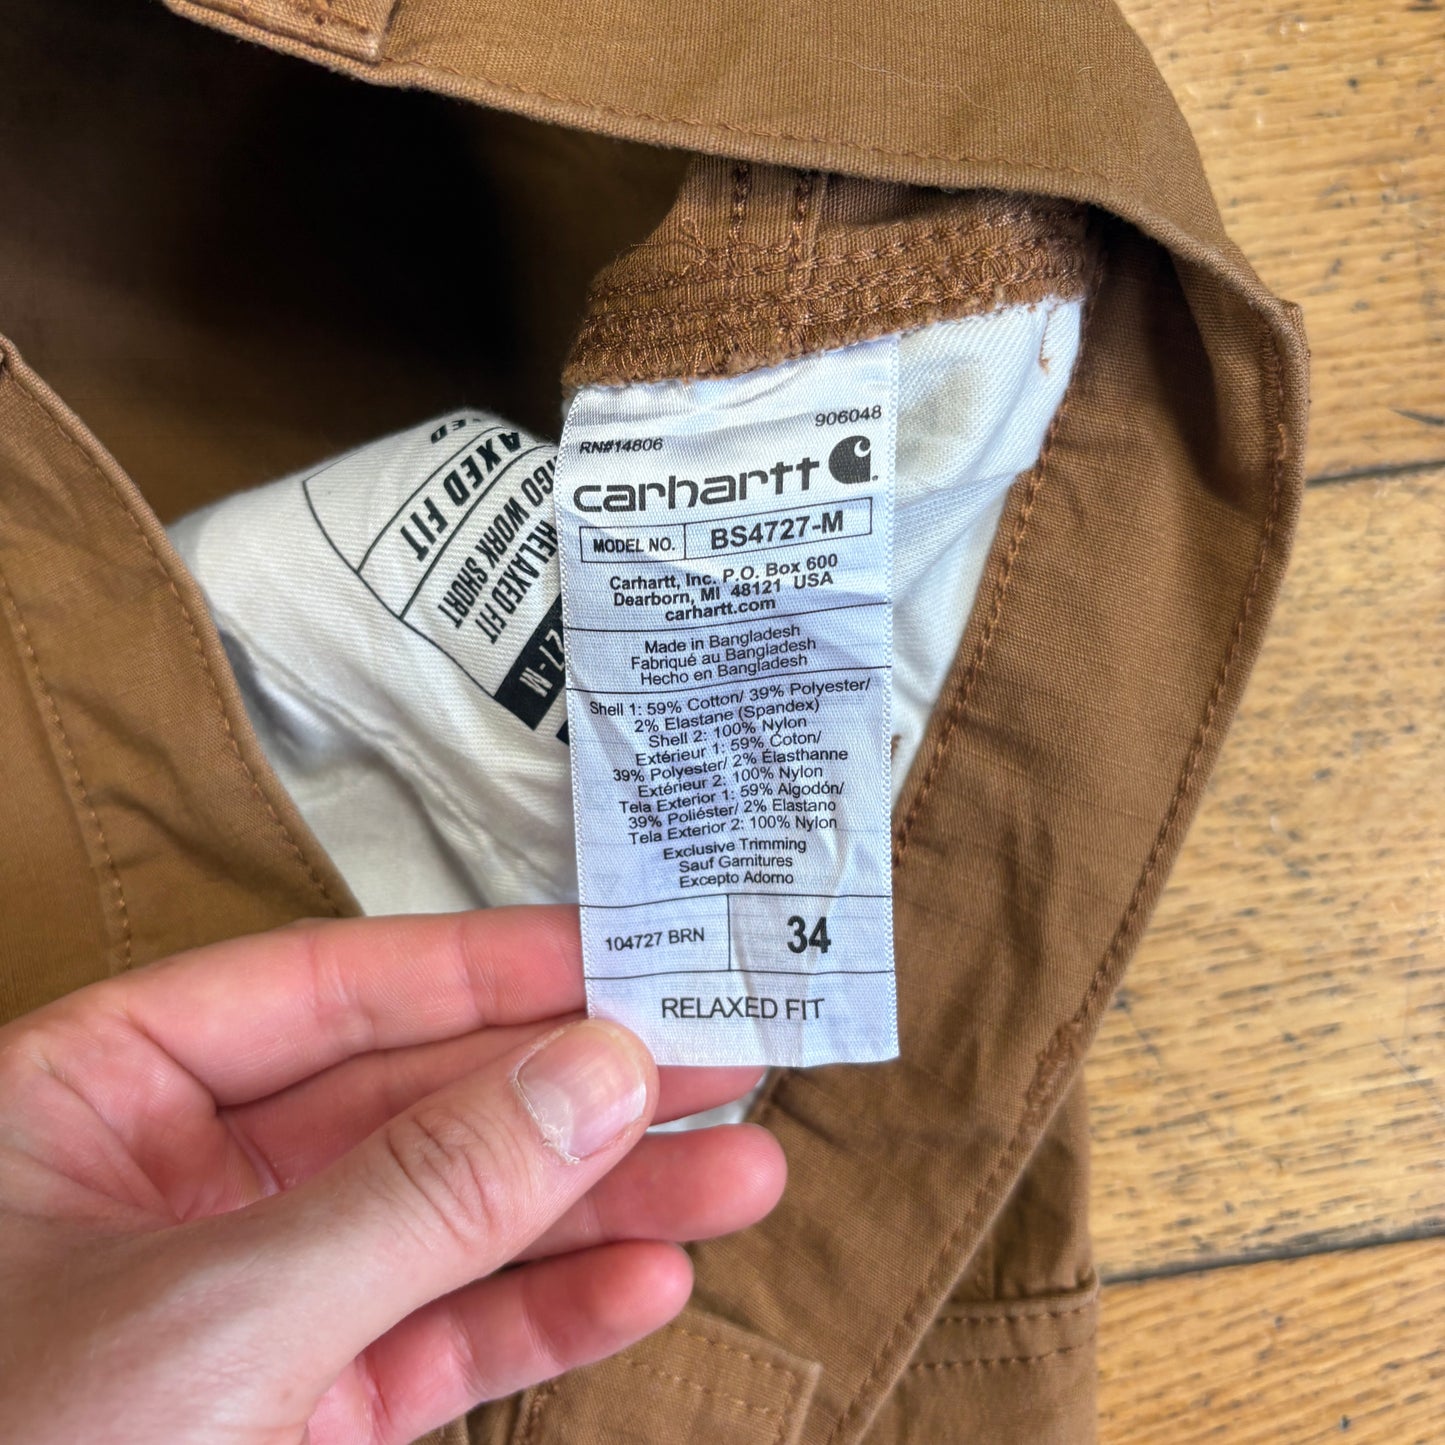 906048
RN#14806
carhartt
MODEL NO. BS4727-M
Carhartt, Inc. P.O. Box 600
Dearborn, MI 48121 USA
carhartt.com
Made in Bangladesh
Fabriqué au Bangladesh
Hecho en Bangladesh
Shell 1: 59% Cotton/ 39% Polyester/
2% Elastane (Spandex)
Shell 2: 100% Nylon
Extérieur 1: 59% Coton/
39% Polyester/ 2% Élasthanne
Extérieur 2: 100% Nylon
Tela Exterior 1: 59% Algodón/
39% Poliéster/ 2% Elastano
Tela Exterior 2: 100% Nylon
Exclusive Trimming
Sauf Garnitures
Excepto Adorno
104727 BRN 34
RELAXED FIT
ED
AXED FIT
GO WORK SHORT
RELAXED FIT
27-M